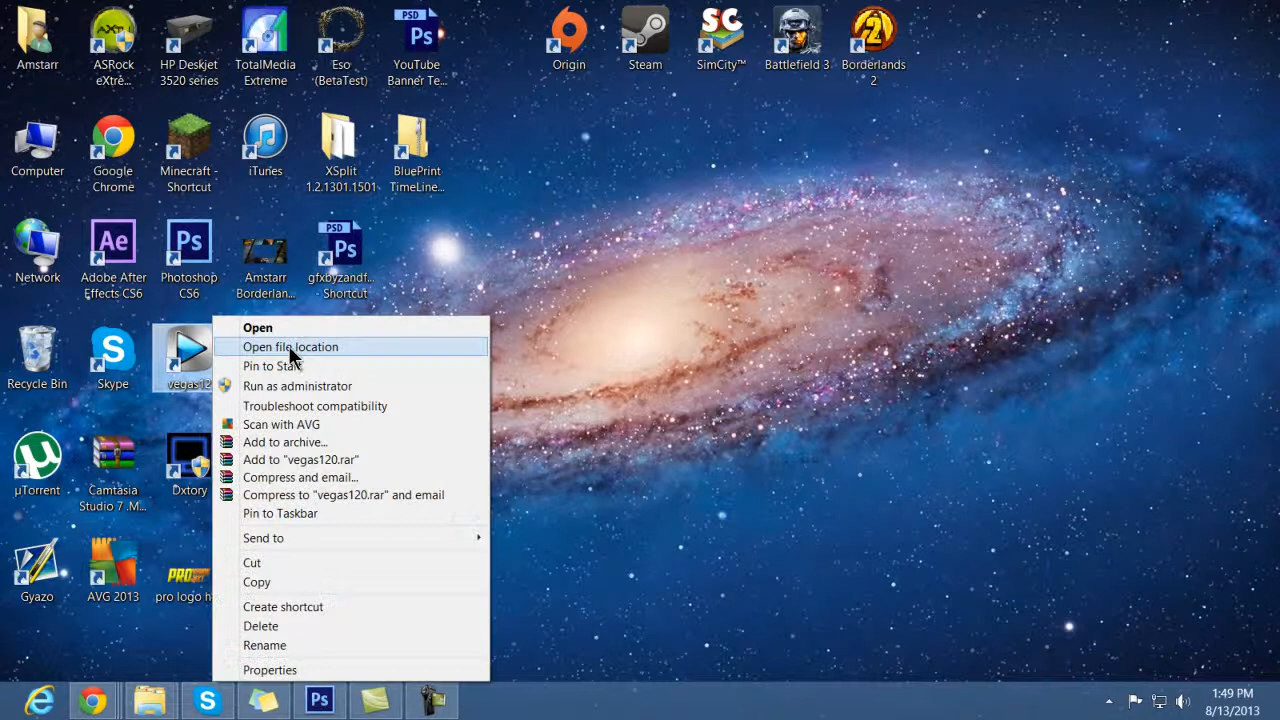 Amstarr
ASRock
eXtre...
HP Deskjet
3520 series
TotalMedia
Extreme
Eso
(BetaTest)
PSD
Ps
YouTube
Banner Te...
Origin
Steam
SC
SimCity™
Battlefield 3
2
Borderlands
2
Computer
Google
Chrome
Minecraft -
Shortcut
iTunes
XSplit
1.2.1301.1501
BluePrint
TimeLine...
Network
Ae
Adobe After
Effects CS6
Ps
Photoshop
CS6
Amstarr
Borderlan...
PSD
Ps
gfxbyzandf...
- Shortcut
Recycle Bin
Skype
vegas12
µTorrent
Camtasia
Studio 7 .M...
Dxtory
Gyazo
AVG 2013
pro logo h
Open
Open file location
Pin to Start
Run as administrator
Troubleshoot compatibility
Scan with AVG
Add to archive...
Add to "vegas120.rar"
Compress and email...
Compress to "vegas120.rar" and email
Pin to Taskbar
Send to
Cut
Copy
Create shortcut
Delete
Rename
Properties
Ps
1:49 PM
8/13/2013